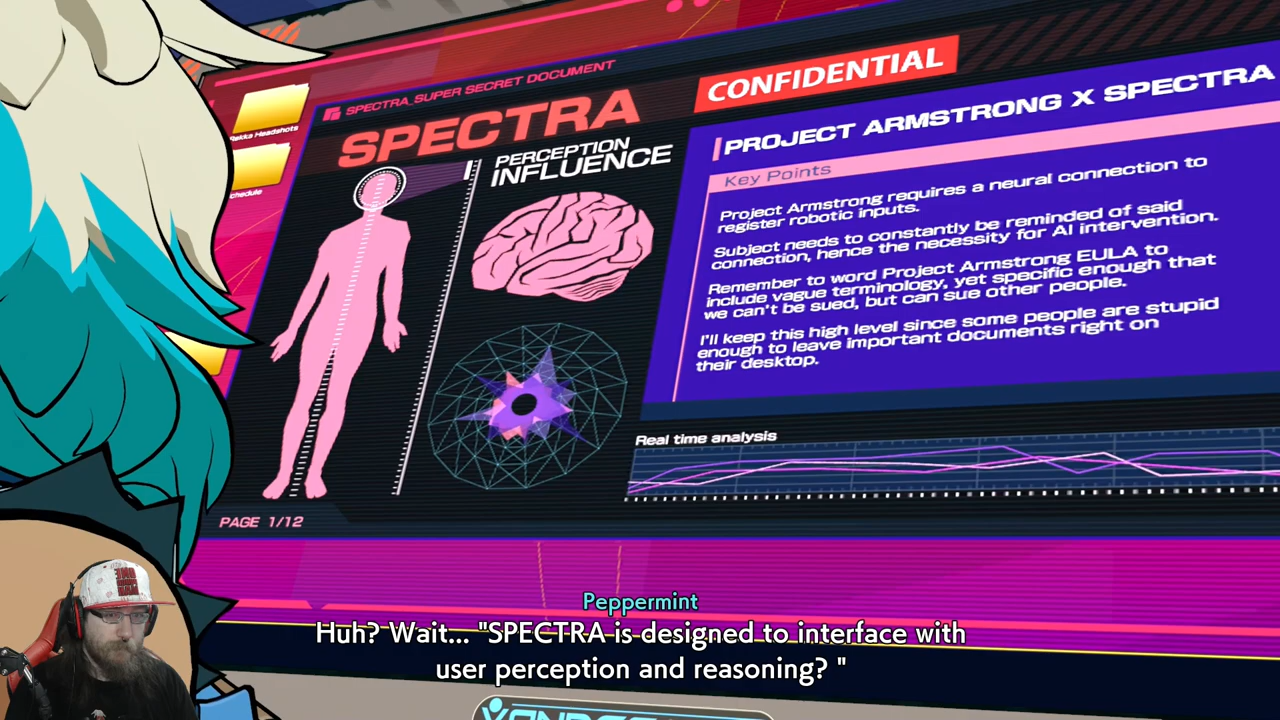 Rekka Headshots
SPECTRA_SUPER SECRET DOCUMENT
SPECTRA
PERCEPTION
INFLUENCE
CONFIDENTIAL
PROJECT ARMSTRONG X SPECTRA
Key Points
Project Armstrong requires a neural connection to
register robotic inputs.
Subject needs to constantly be reminded of said
connection, hence the necessity for AI intervention.
Remember to word Project Armstrong EULA to
include vague terminology, yet specific enough that
we can't be sued, but can sue other people.
I'll keep this high level since some people are stupid
enough to leave important documents right on
their desktop.
Real time analysis
PAGE 1/12
Peppermint
Huh? Wait... "SPECTRA is designed to interface with
user perception and reasoning? "